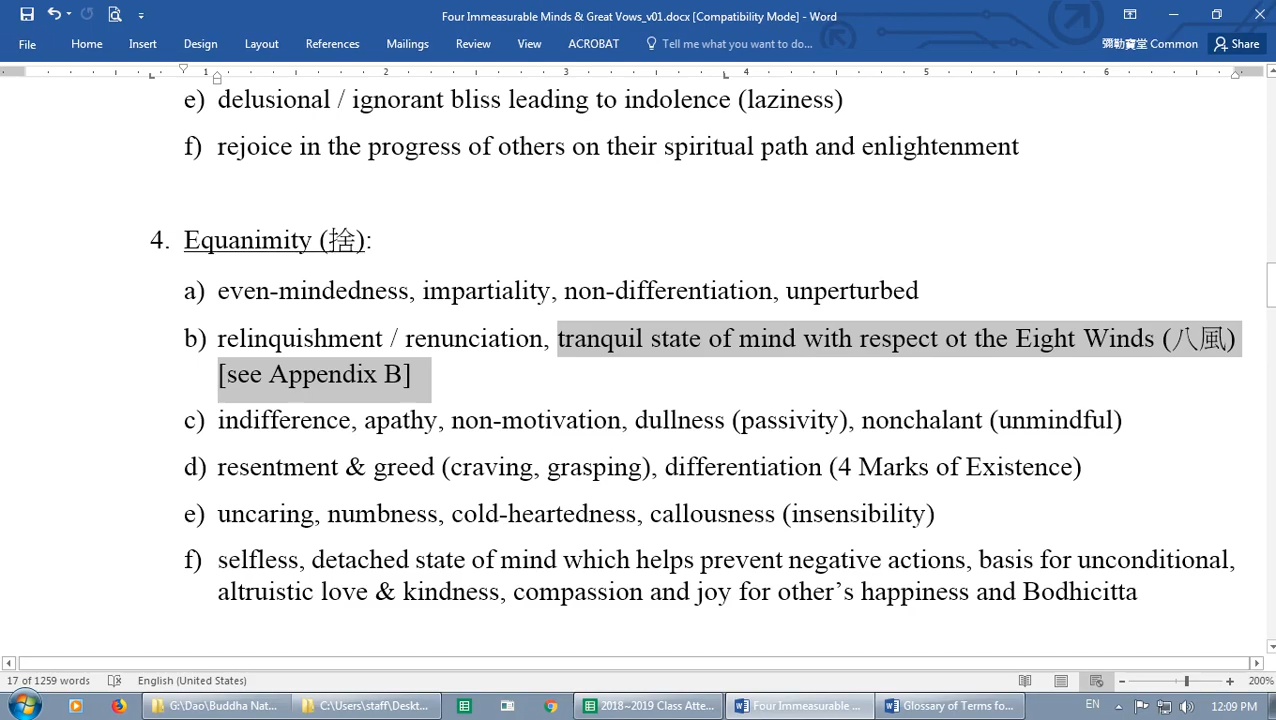 Four Immeasurable Minds & Great Vows_v01.docx [Compatibility Mode] - Word
File Home Insert Design Layout References Mailings Review View ACROBAT Tell me what you want to do... 彌勒寶堂 Common Share
1 2 3 4 5 6
e) delusional / ignorant bliss leading to indolence (laziness)
f) rejoice in the progress of others on their spiritual path and enlightenment
4. Equanimity (捨):
a) even-mindedness, impartiality, non-differentiation, unperturbed
b) relinquishment / renunciation, tranquil state of mind with respect ot the Eight Winds (八風)
[see Appendix B]
c) indifference, apathy, non-motivation, dullness (passivity), nonchalant (unmindful)
d) resentment & greed (craving, grasping), differentiation (4 Marks of Existence)
e) uncaring, numbness, cold-heartedness, callousness (insensibility)
f) selfless, detached state of mind which helps prevent negative actions, basis for unconditional,
altruistic love & kindness, compassion and joy for other’s happiness and Bodhicitta
17 of 1259 words English (United States) 200%
G:\Dao\Buddha Nat... C:\Users\staff\Deskt... 2018~2019 Class Atte... Four Immeasurable ... Glossary of Terms fo... EN 12:09 PM